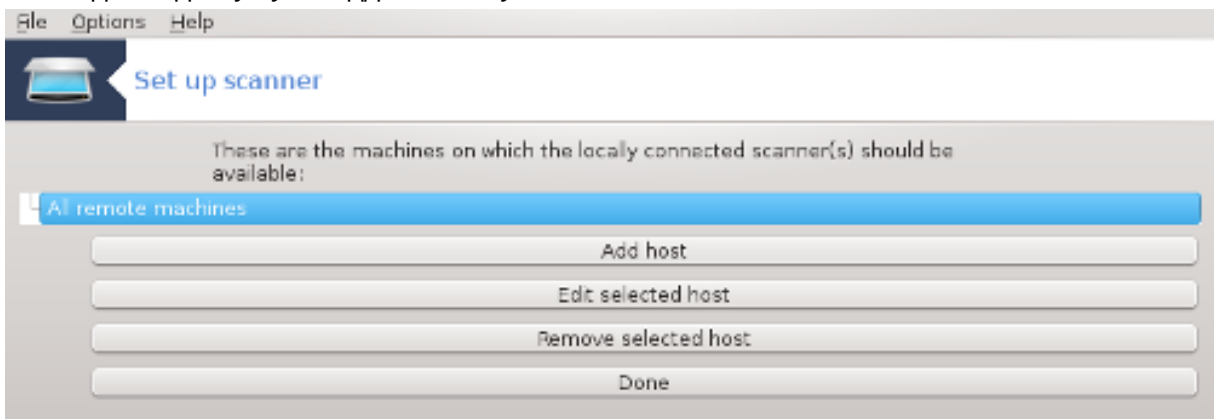 File Options Help
Set up scanner
These are the machines on which the locally connected scanner(s) should be
available:
All remote machines
Add host
Edit selected host
Remove selected host
Done